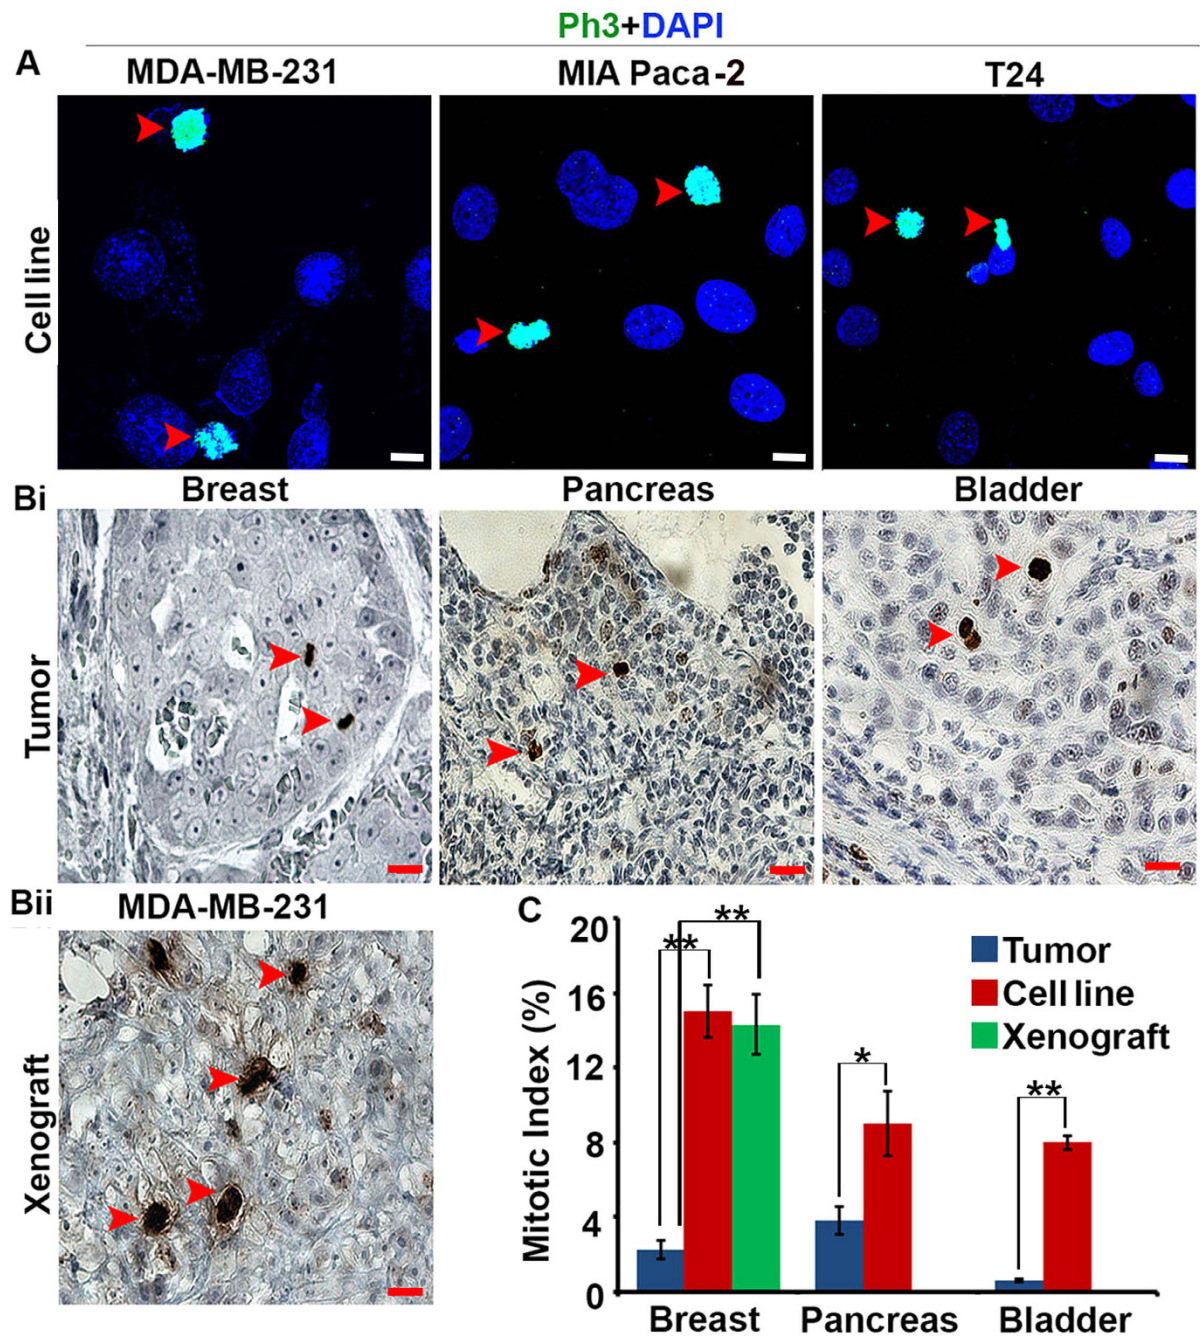 Ph3+DAPI
A
MDA-MB-231 MIA Paca-2 T24
Cell line
Bi
Breast Pancreas Bladder
Tumor
Bii
MDA-MB-231
Xenograft
C
Mitotic Index (%)
20
16
12
8
4
0
** **
*
**
Tumor
Cell line
Xenograft
Breast Pancreas Bladder